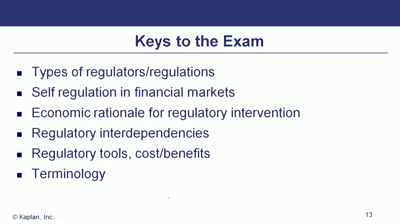 Keys to the Exam
Types of regulators/regulations
Self regulation in financial markets
Economic rationale for regulatory intervention
Regulatory interdependencies
Regulatory tools, cost/benefits
Terminology
© Kaplan, Inc.
13